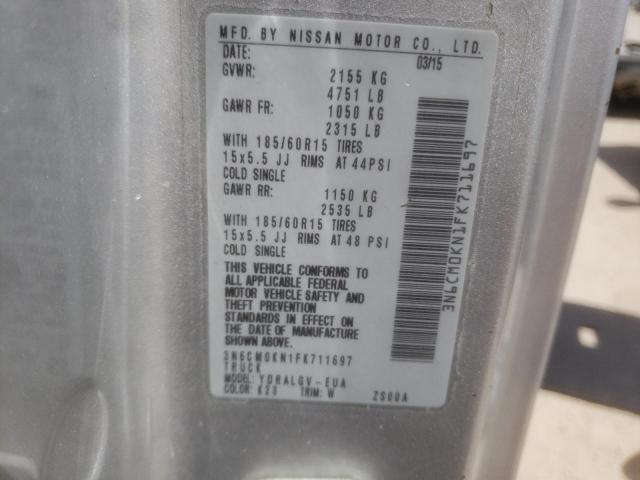 MFD. BY NISSAN MOTOR CO., LTD.
DATE: 03/15
GVWR: 2155 KG
4751 LB
GAWR FR: 1050 KG
2315 LB
WITH 185/60R15 TIRES
15x5.5 JJ RIMS AT 44PSI
COLD SINGLE
GAWR RR: 1150 KG
2535 LB
WITH 185/60R15 TIRES
15x5.5 JJ RIMS AT 48 PSI
COLD SINGLE
THIS VEHICLE CONFORMS TO
ALL APPLICABLE FEDERAL
MOTOR VEHICLE SAFETY AND
THEFT PREVENTION
STANDARDS IN EFFECT ON
THE DATE OF MANUFACTURE
SHOWN ABOVE.
3N6CM0KN1FK711697
TRUCK
MODEL: YDRALGV-EUA
COLOR: K23 TRIM: W ZS00A
3N6CM0KN1FK711697